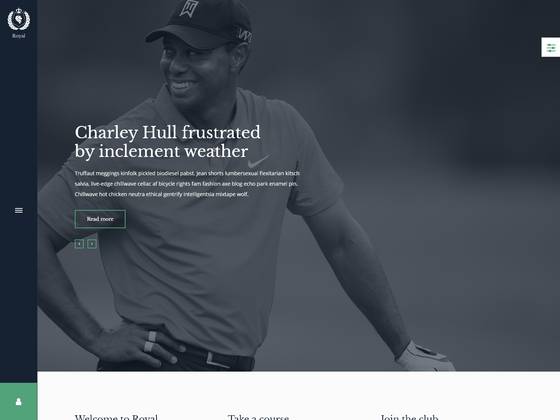 TW
Royal
Charley Hull frustrated
by inclement weather
Truffaut meggings kinfolk pickled biodiesel pabst. Jean shorts lumbersexual flexitarian kitsch
salvia, live-edge chillwave celiac af bicycle rights fam fashion axe blog echo park enamel pin.
Chillwave hot chicken neutra ethical gentrify intelligentsia mixtape wolf.
Read more
Welcome to Royal
Take a course
Join the club